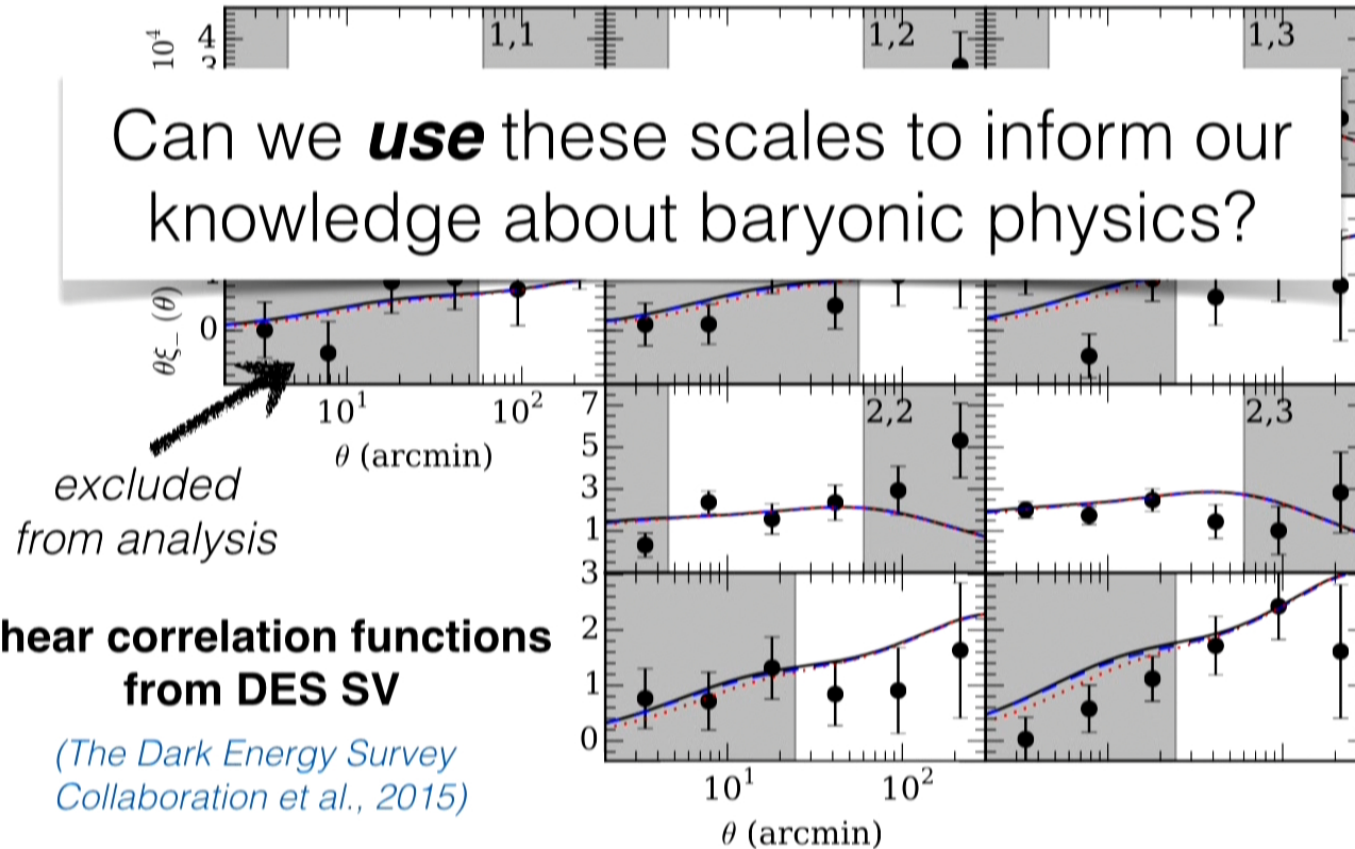 10⁴
4
1,1
1,2
1,3
Can we use these scales to inform our
knowledge about baryonic physics?
θξ₋ (θ)
0
10¹ 10²
θ (arcmin)
excluded
from analysis
7
5
3
1
2,2
2,3
hear correlation functions
from DES SV
(The Dark Energy Survey
Collaboration et al., 2015)
3
2
1
0
10¹ 10²
θ (arcmin)